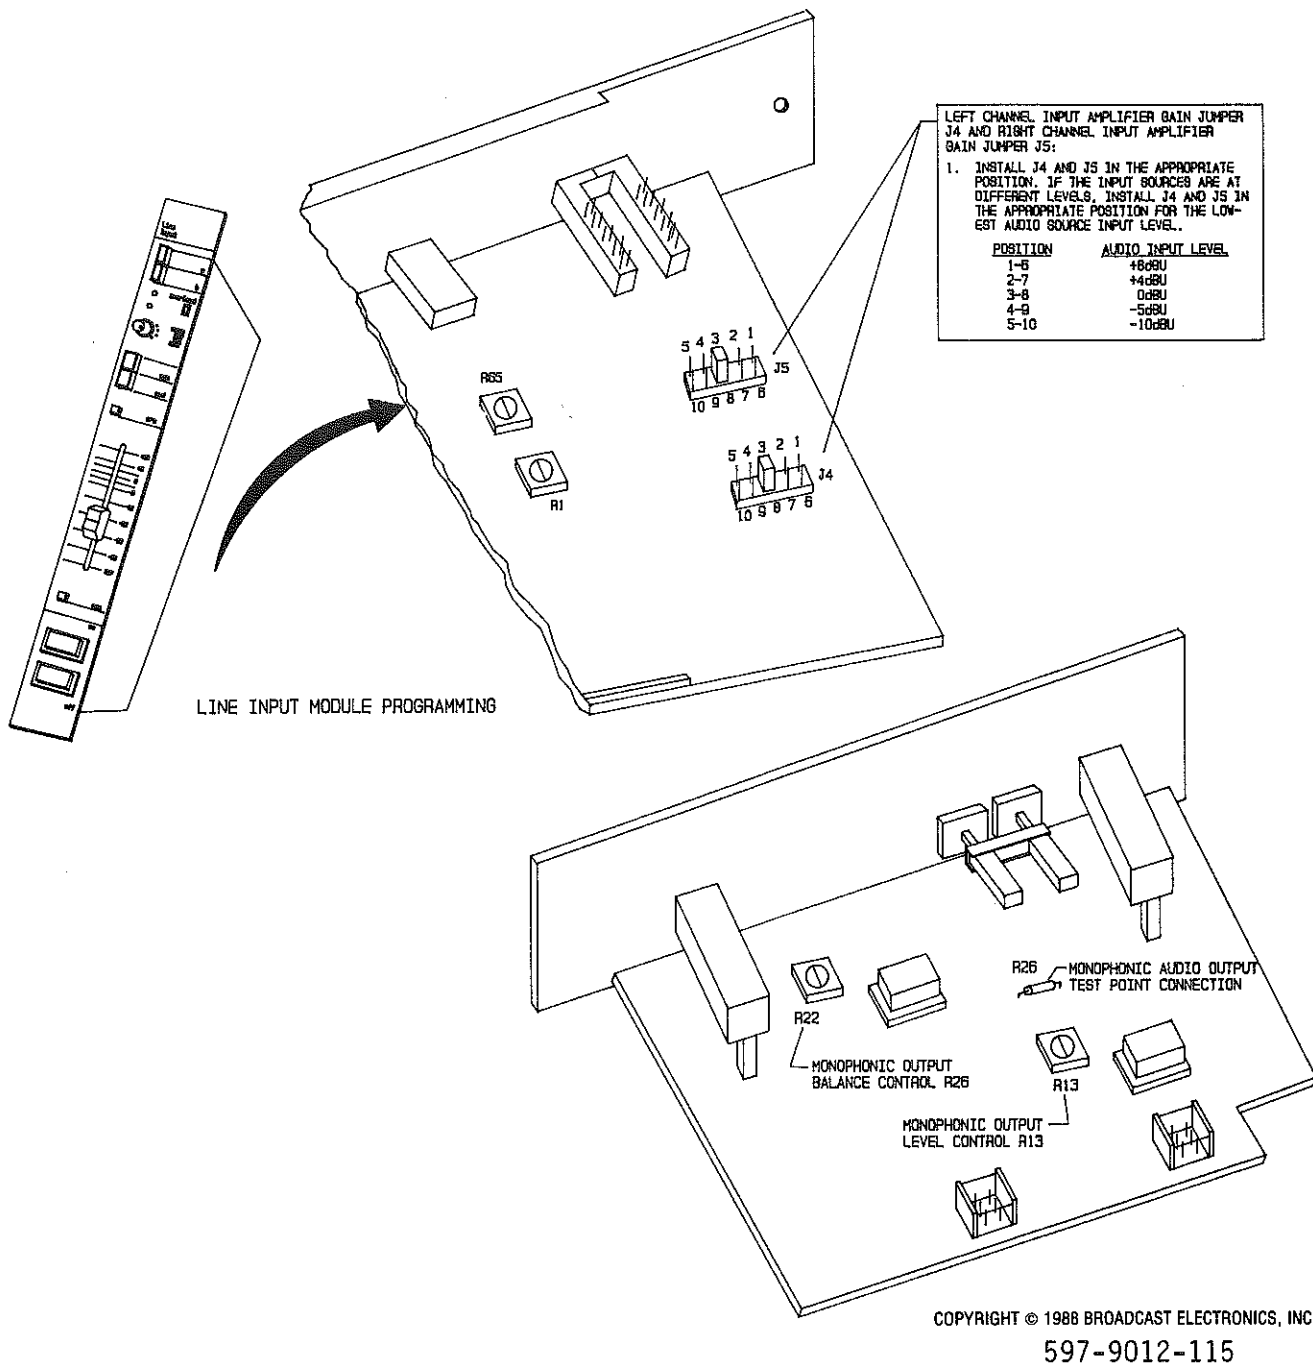 LEFT CHANNEL INPUT AMPLIFIER GAIN JUMPER
J4 AND RIGHT CHANNEL INPUT AMPLIFIER
GAIN JUMPER J5:
1. INSTALL J4 AND J5 IN THE APPROPRIATE
POSITION. IF THE INPUT SOURCES ARE AT
DIFFERENT LEVELS, INSTALL J4 AND J5 IN
THE APPROPRIATE POSITION FOR THE LOW-
EST AUDIO SOURCE INPUT LEVEL.
POSITION AUDIO INPUT LEVEL
1-6 +8dBU
2-7 +4dBU
3-8 0dBU
4-9 -5dBU
5-10 -10dBU
Line
Input
5 4 3 2 1
J5
10 9 8 7 6
R65
R1
5 4 3 2 1
J4
10 9 8 7 6
on
off
LINE INPUT MODULE PROGRAMMING
R26
MONOPHONIC AUDIO OUTPUT
TEST POINT CONNECTION
R22
MONOPHONIC OUTPUT
BALANCE CONTROL R26
R13
MONOPHONIC OUTPUT
LEVEL CONTROL R13
COPYRIGHT © 1988 BROADCAST ELECTRONICS, INC
597-9012-115